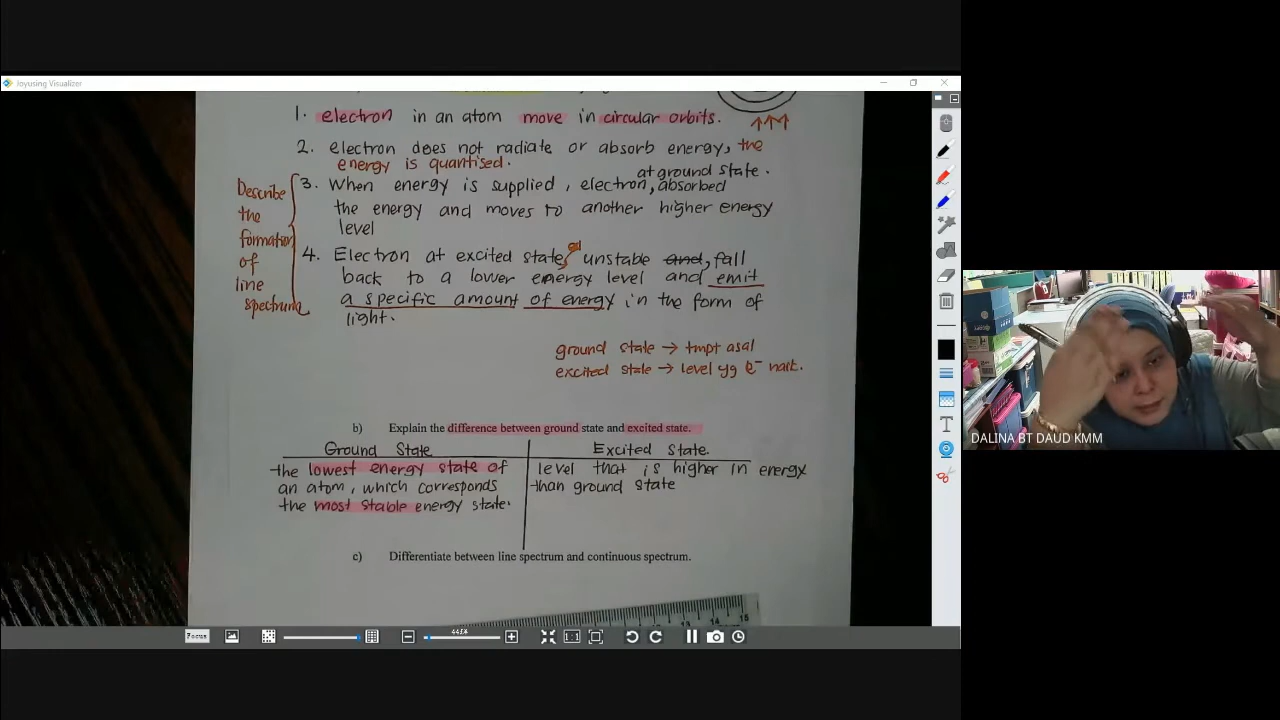 Joyusing Visualizer
1. electron in an atom move in circular orbits.
2. electron does not radiate or absorb energy, the
energy is quantised.
at ground state.
3. When energy is supplied, electron, absorbed
the energy and moves to another higher energy
level
Describe
the
formation
of
line
spectrum
4. Electron at excited state unstable and, fall
back to a lower energy level and emit
a specific amount of energy in the form of
light.
ground state → tmpt asal
excited state → level yg e⁻ naik.
b) Explain the difference between ground state and excited state.
Ground State
Excited State.
the lowest energy state of
an atom, which corresponds
the most stable energy state.
level that is higher in energy
than ground state
c) Differentiate between line spectrum and continuous spectrum.
13 14 15
Focus
1:1
T
DALINA BT DAUD KMM